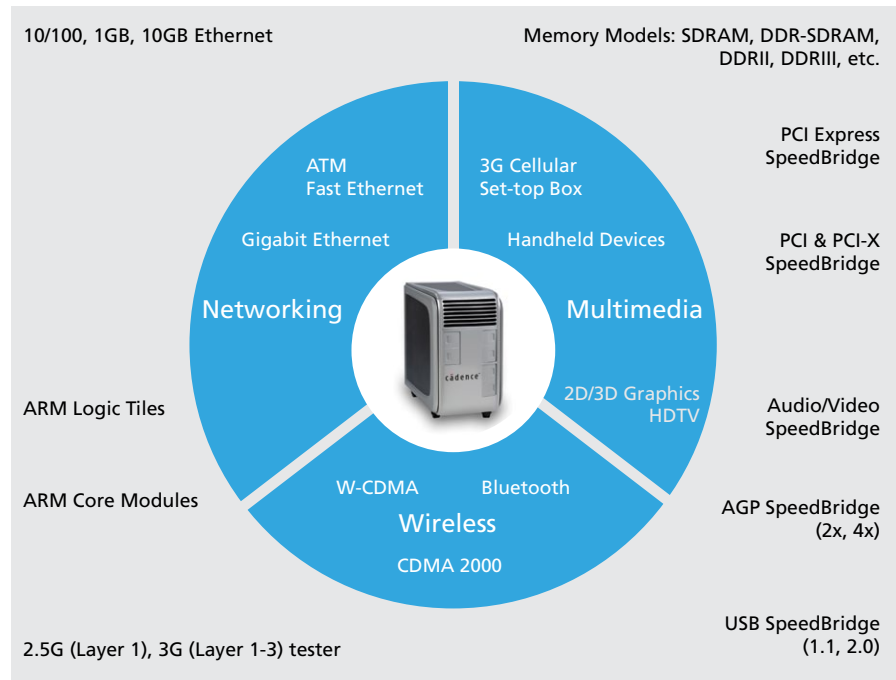 10/100, 1GB, 10GB Ethernet
Memory Models: SDRAM, DDR-SDRAM,
DDRII, DDRIII, etc.
PCI Express
SpeedBridge
ATM
Fast Ethernet
3G Cellular
Set-top Box
Gigabit Ethernet
Handheld Devices
PCI & PCI-X
SpeedBridge
Networking
Multimedia
cādence
2D/3D Graphics
HDTV
ARM Logic Tiles
Audio/Video
SpeedBridge
ARM Core Modules
W-CDMA
Bluetooth
Wireless
CDMA 2000
AGP SpeedBridge
(2x, 4x)
2.5G (Layer 1), 3G (Layer 1-3) tester
USB SpeedBridge
(1.1, 2.0)